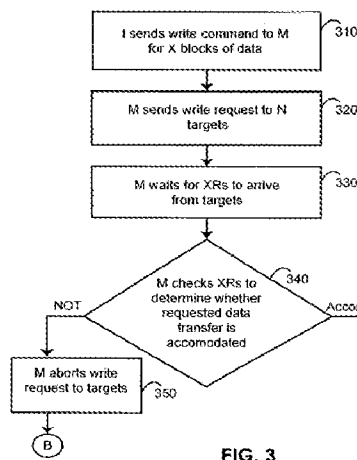 I sends write command to M
for X blocks of data
310
M sends write request to N
targets
320
M waits for XRs to arrive
from targets
330
M checks XRs to
determine whether
requested data
transfer is
accomodated
340
NOT
Accor
M aborts write
request to targets
350
B
FIG. 3